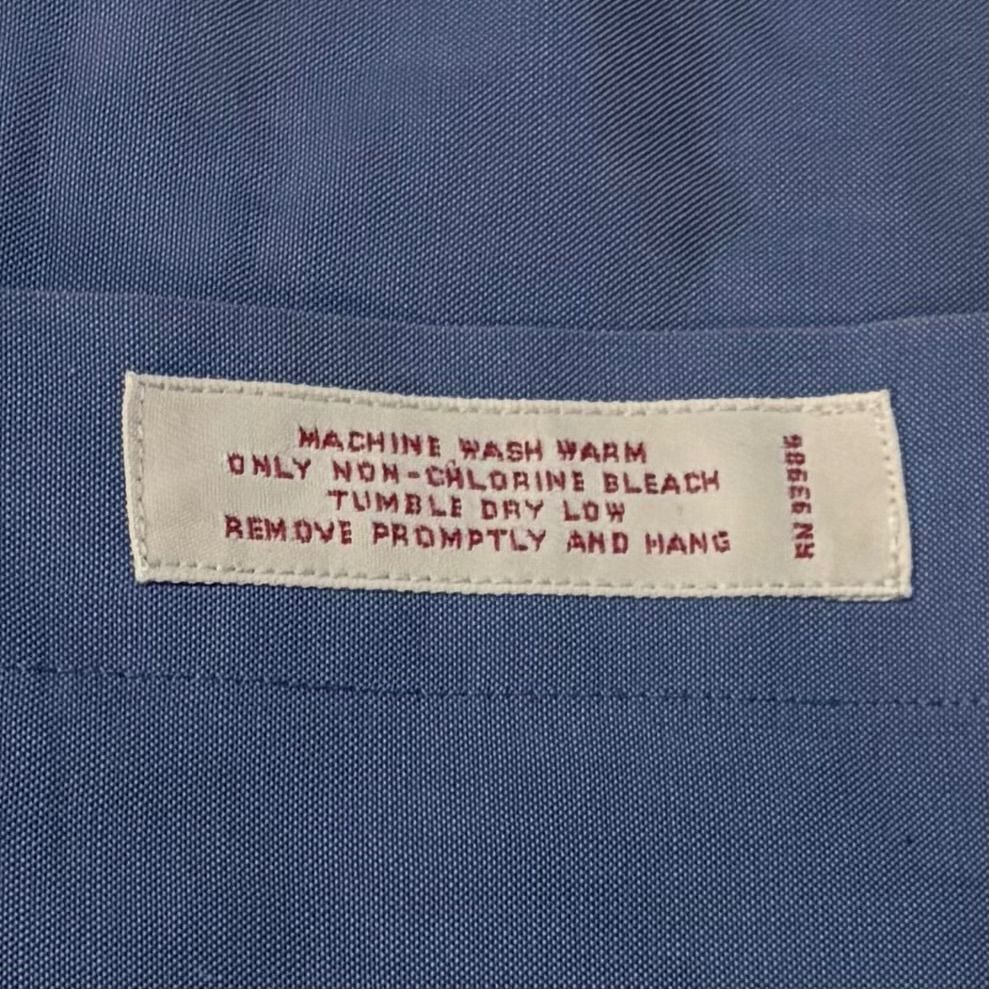 MACHINE WASH WARM
ONLY NON-CHLORINE BLEACH
TUMBLE DRY LOW
REMOVE PROMPTLY AND HANG
RN 93986